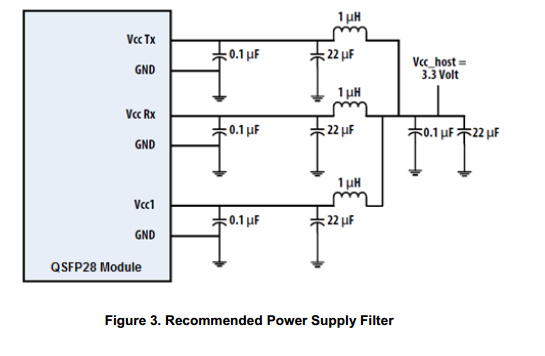 1 µH
Vcc Tx
0.1 µF
22 µF
GND
Vcc_host =
3.3 Volt
1 µH
Vcc Rx
0.1 µF
22 µF
0.1 µF
22 µF
GND
1 µH
Vcc1
0.1 µF
22 µF
GND
QSFP28 Module
Figure 3. Recommended Power Supply Filter